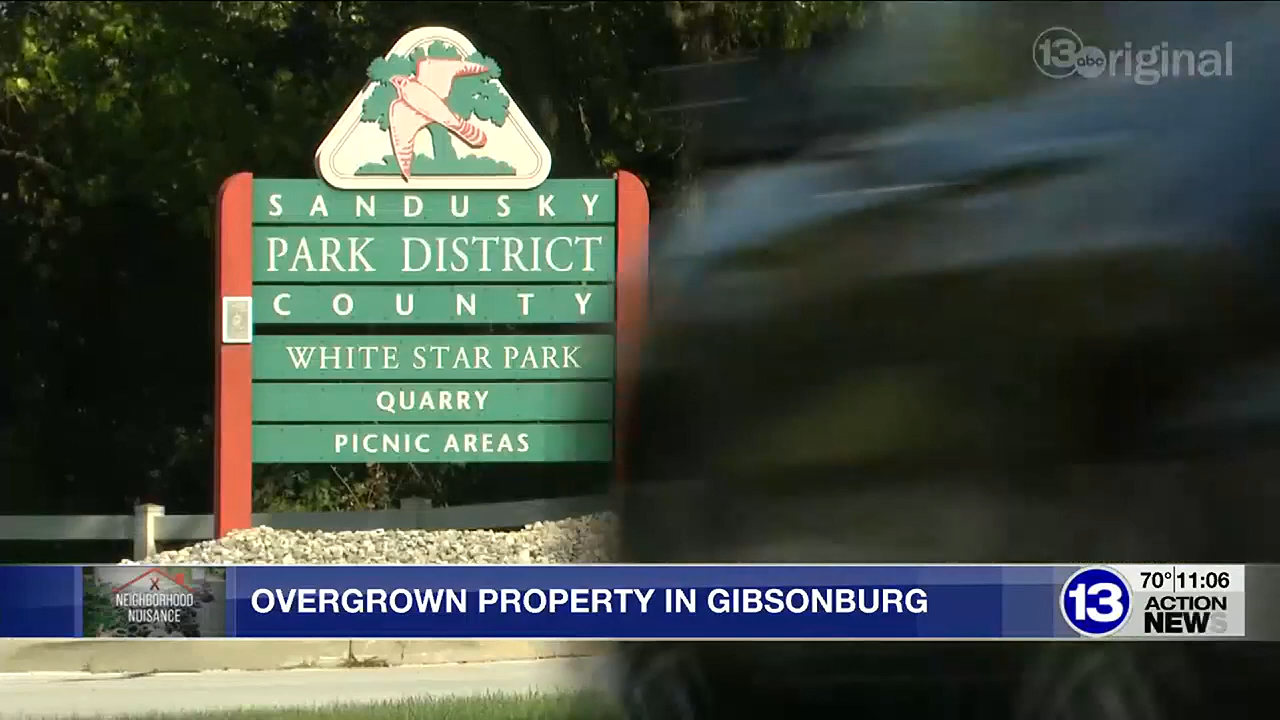 13 abc original
SANDUSKY
PARK DISTRICT
COUNTY
WHITE STAR PARK
QUARRY
PICNIC AREAS
NEIGHBORHOOD
NUISANCE
OVERGROWN PROPERTY IN GIBSONBURG
13
70° 11:06
ACTION
NEWS